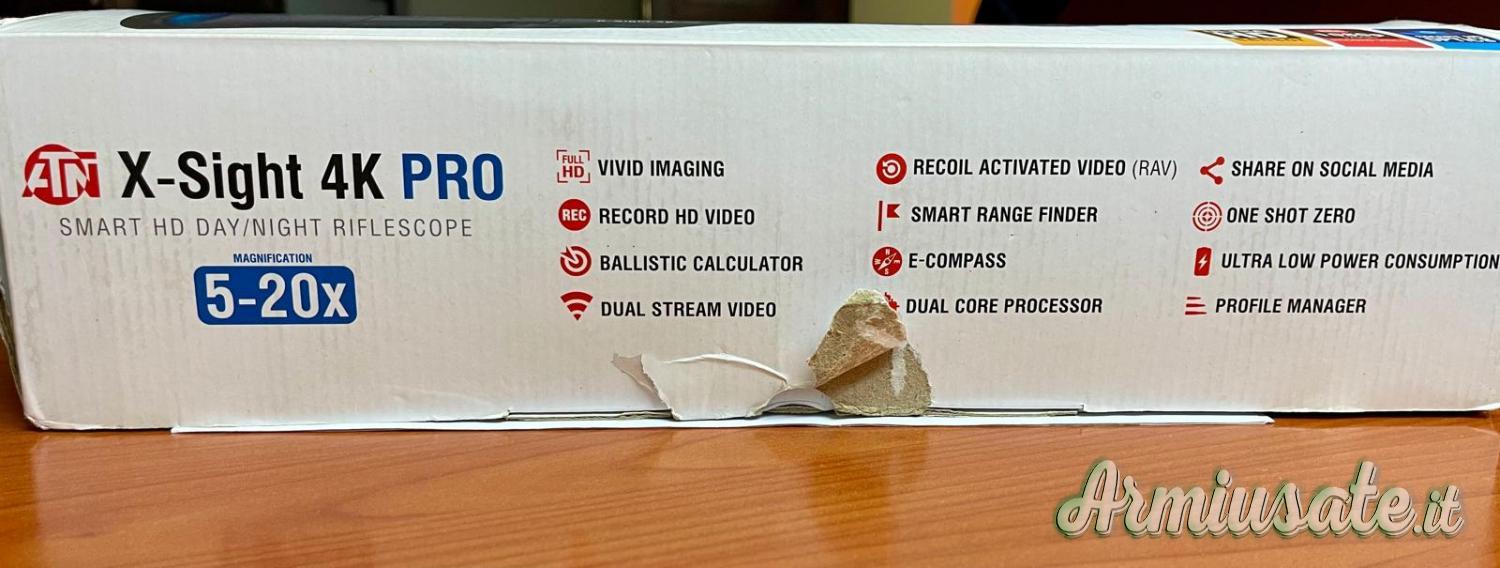 ATN X-Sight 4K PRO
SMART HD DAY/NIGHT RIFLESCOPE
MAGNIFICATION
5-20x
FULL HD VIVID IMAGING
REC RECORD HD VIDEO
BALLISTIC CALCULATOR
DUAL STREAM VIDEO
RECOIL ACTIVATED VIDEO (RAV)
SMART RANGE FINDER
N E S W E-COMPASS
DUAL CORE PROCESSOR
SHARE ON SOCIAL MEDIA
ONE SHOT ZERO
ULTRA LOW POWER CONSUMPTION
PROFILE MANAGER
Armiusate.it